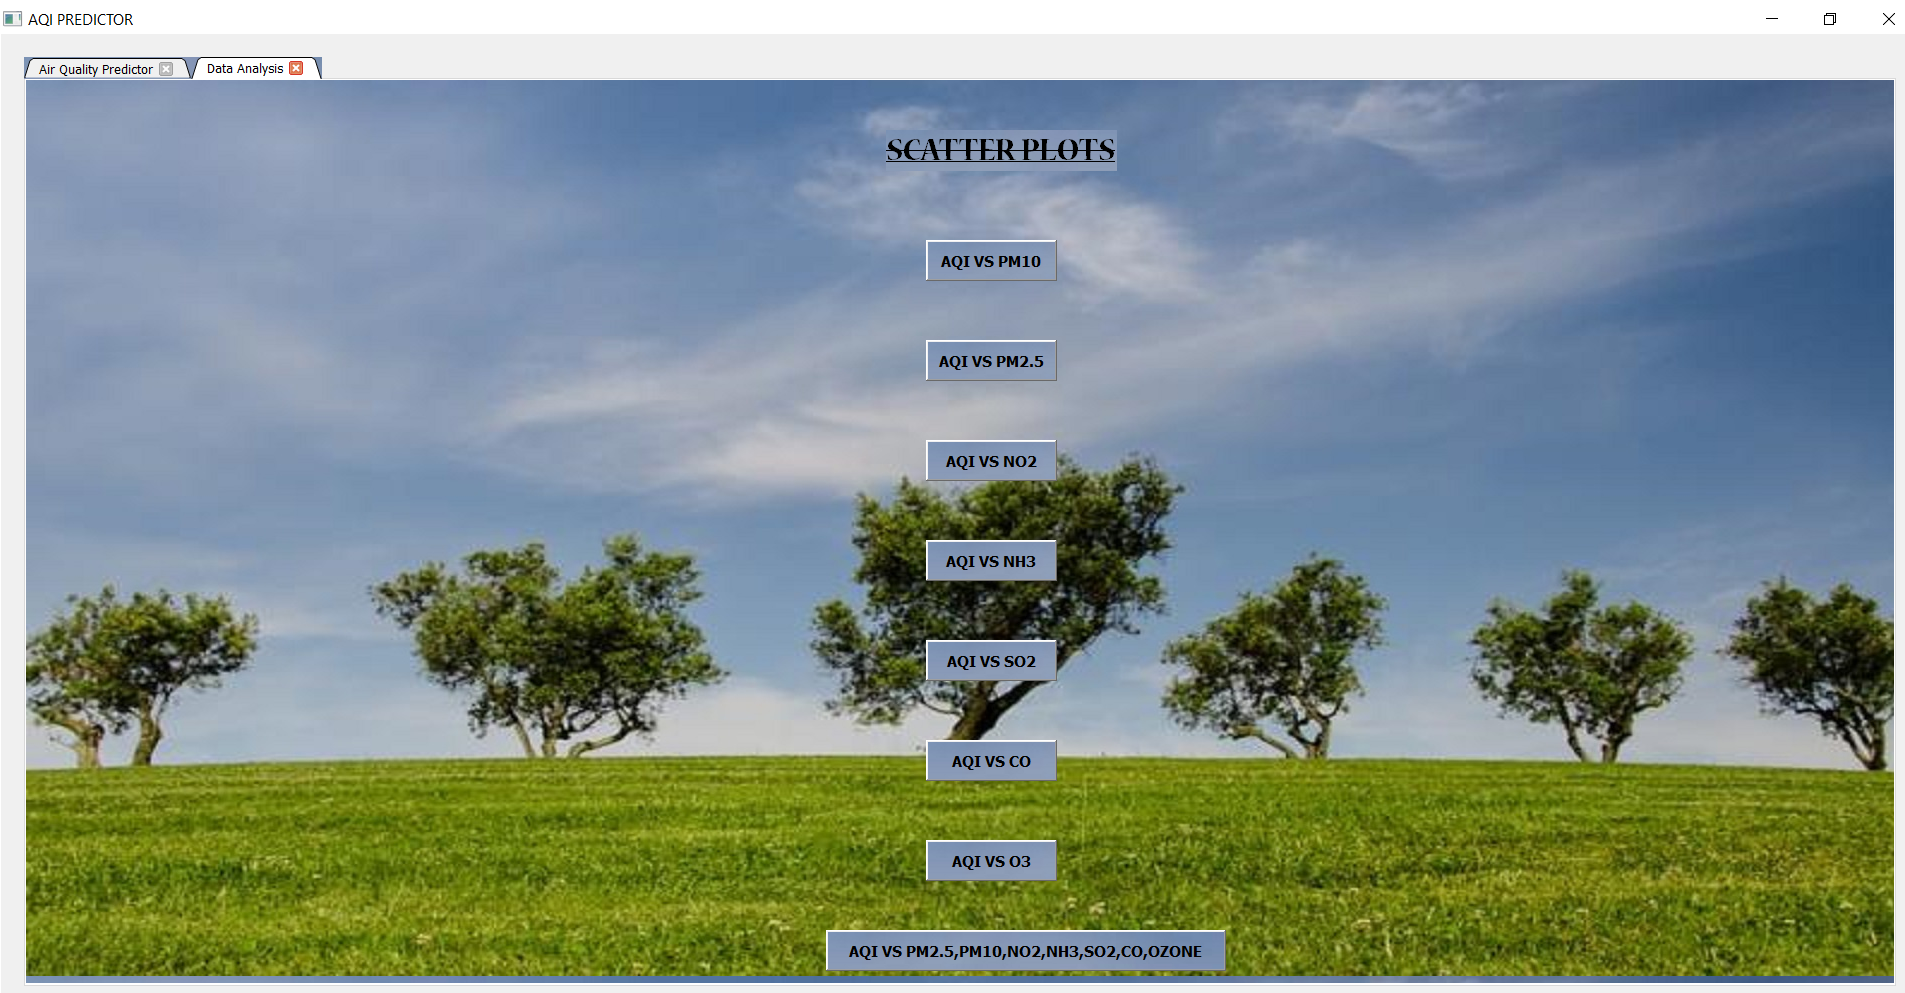 AQI PREDICTOR
Air Quality Predictor
Data Analysis
SCATTER PLOTS
AQI VS PM10
AQI VS PM2.5
AQI VS NO2
AQI VS NH3
AQI VS SO2
AQI VS CO
AQI VS O3
AQI VS PM2.5,PM10,NO2,NH3,SO2,CO,OZONE